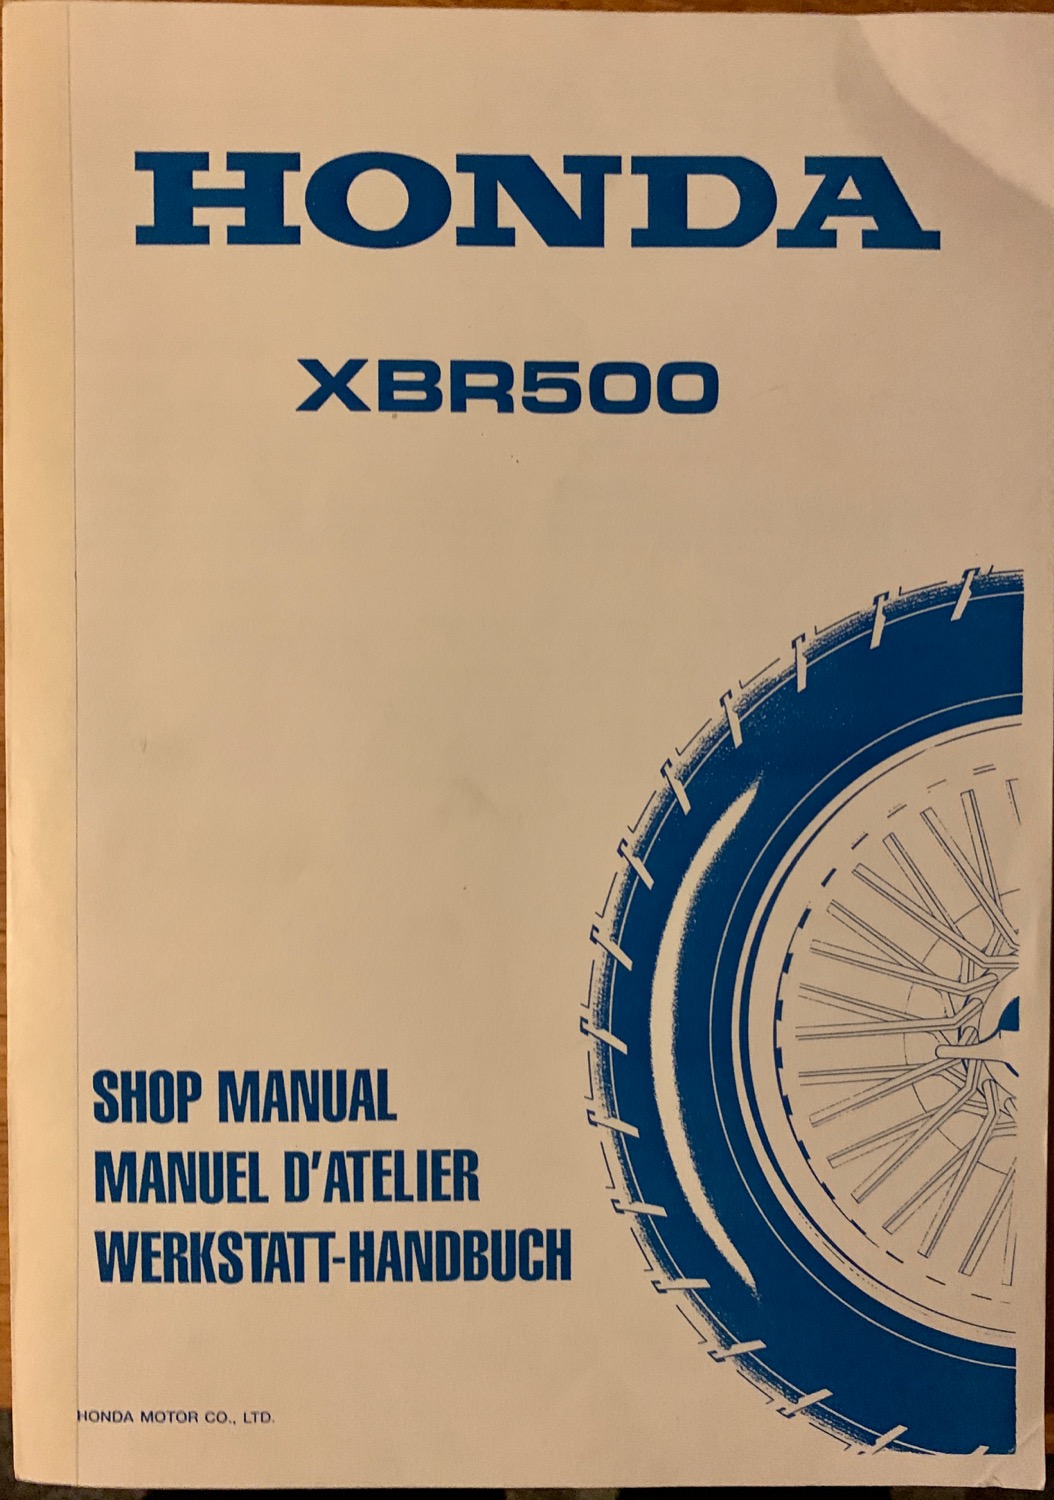 HONDA
XBR500
SHOP MANUAL
MANUEL D'ATELIER
WERKSTATT-HANDBUCH
HONDA MOTOR CO., LTD.